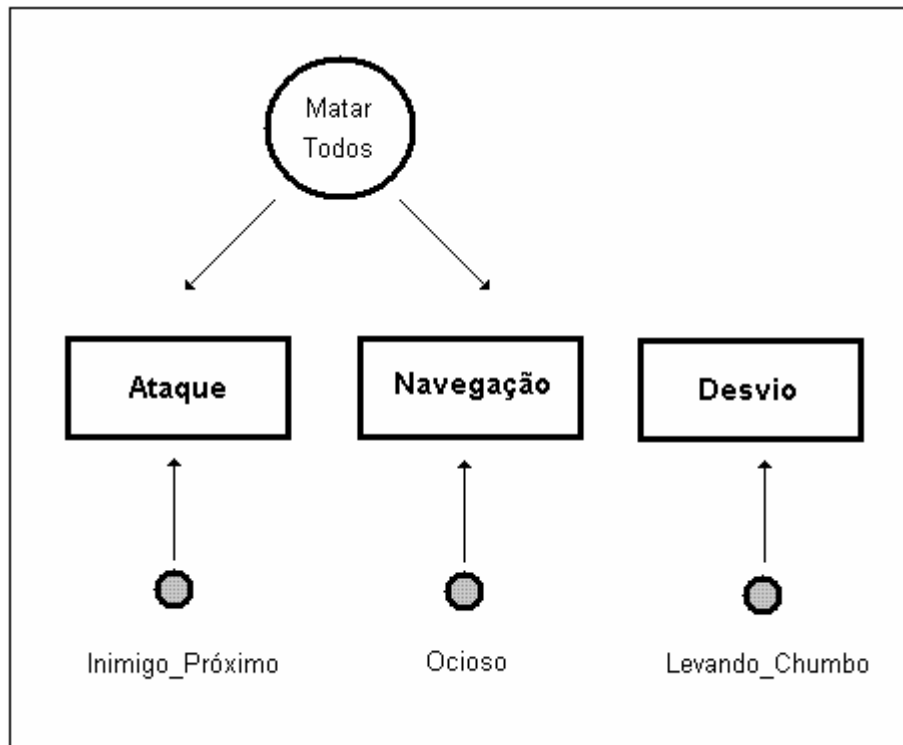 Matar
Todos
Ataque
Navegação
Desvio
Inimigo_Próximo
Ocioso
Levando_Chumbo